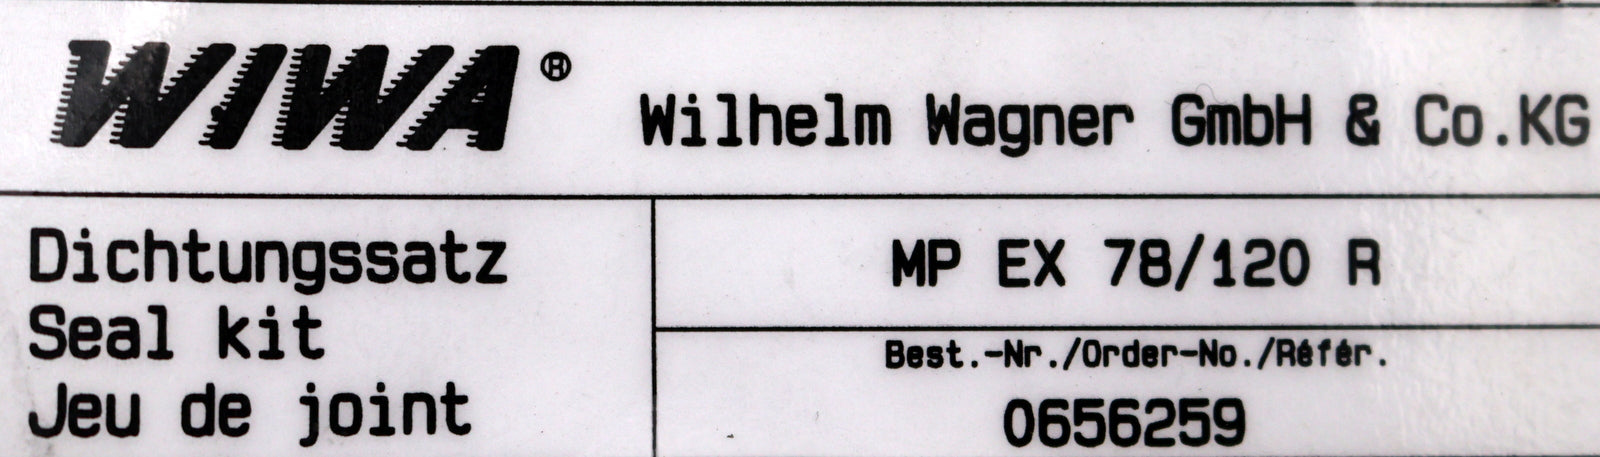 WIWA®
Wilhelm Wagner GmbH & Co.KG
Dichtungssatz
Seal kit
Jeu de joint
MP EX 78/120 R
Best.-Nr./Order-No./Référ.
0656259